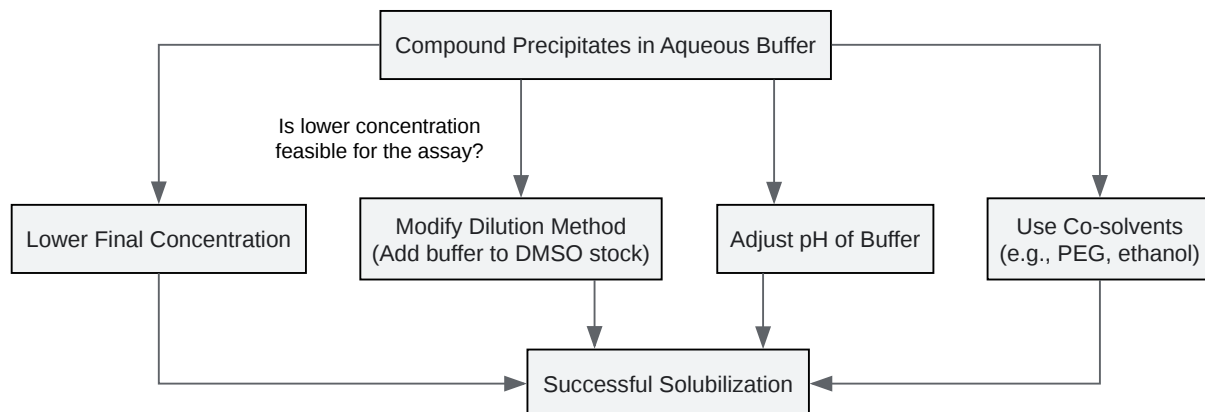 Compound Precipitates in Aqueous Buffer
Is lower concentration
feasible for the assay?
Lower Final Concentration
Modify Dilution Method
(Add buffer to DMSO stock)
Adjust pH of Buffer
Use Co-solvents
(e.g., PEG, ethanol)
Successful Solubilization